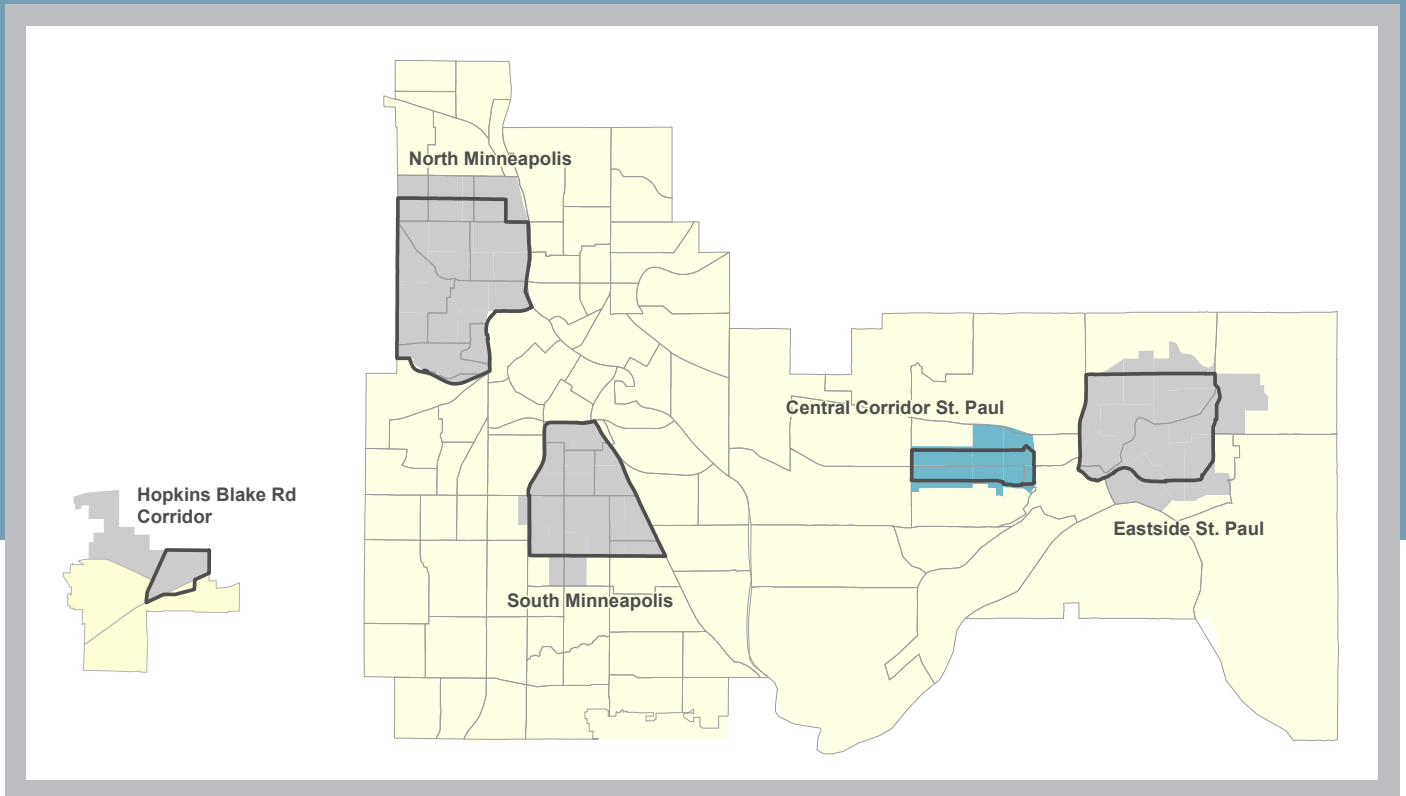 North Minneapolis
Central Corridor St. Paul
Hopkins Blake Rd
Corridor
Eastside St. Paul
South Minneapolis